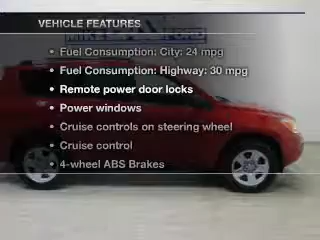 VEHICLE FEATURES
• Fuel Consumption: City: 24 mpg
• Fuel Consumption: Highway: 30 mpg
• Remote power door locks
• Power windows
• Cruise controls on steering wheel
• Cruise control
• 4-wheel ABS Brakes